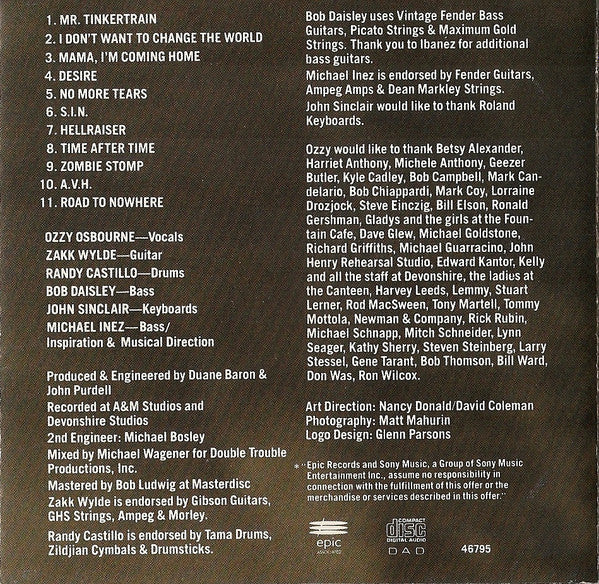 1. MR. TINKERTRAIN
2. I DON'T WANT TO CHANGE THE WORLD
3. MAMA, I'M COMING HOME
4. DESIRE
5. NO MORE TEARS
6. S.I.N.
7. HELLRAISER
8. TIME AFTER TIME
9. ZOMBIE STOMP
10. A.V.H.
11. ROAD TO NOWHERE
OZZY OSBOURNE—Vocals
ZAKK WYLDE—Guitar
RANDY CASTILLO—Drums
BOB DAISLEY—Bass
JOHN SINCLAIR—Keyboards
MICHAEL INEZ—Bass/
Inspiration & Musical Direction
Produced & Engineered by Duane Baron &
John Purdell
Recorded at A&M Studios and
Devonshire Studios
2nd Engineer: Michael Bosley
Mixed by Michael Wagener for Double Trouble
Productions, Inc.
Mastered by Bob Ludwig at Masterdisc
Zakk Wylde is endorsed by Gibson Guitars,
GHS Strings, Ampeg & Morley.
Randy Castillo is endorsed by Tama Drums,
Zildjian Cymbals & Drumsticks.
Bob Daisley uses Vintage Fender Bass
Guitars, Picato Strings & Maximum Gold
Strings. Thank you to Ibanez for additional
bass guitars.
Michael Inez is endorsed by Fender Guitars,
Ampeg Amps & Dean Markley Strings.
John Sinclair would like to thank Roland
Keyboards.
Ozzy would like to thank Betsy Alexander,
Harriet Anthony, Michele Anthony, Geezer
Butler, Kyle Cadley, Bob Campbell, Mark Can-
delario, Bob Chiappardi, Mark Coy, Lorraine
Drozjock, Steve Einczig, Bill Elson, Ronald
Gershman, Gladys and the girls at the Foun-
tain Cafe, Dave Glew, Michael Goldstone,
Richard Griffiths, Michael Guarracino, John
Henry Rehearsal Studio, Edward Kantor, Kelly
and all the staff at Devonshire, the ladies at
the Canteen, Harvey Leeds, Lemmy, Stuart
Lerner, Rod MacSween, Tony Martell, Tommy
Mottola, Newman & Company, Rick Rubin,
Michael Schnapp, Mitch Schneider, Lynn
Seager, Kathy Sherry, Steven Steinberg, Larry
Stessel, Gene Tarant, Bob Thomson, Bill Ward,
Don Was, Ron Wilcox.
Art Direction: Nancy Donald/David Coleman
Photography: Matt Mahurin
Logo Design: Glenn Parsons
*"Epic Records and Sony Music, a Group of Sony Music
Entertainment Inc., assume no responsibility in
connection with the fulfillment of this offer or the
merchandise or services described in this offer."
epic
ASSOCIATED
COMPACT
disc
DIGITAL AUDIO
DAD
46795